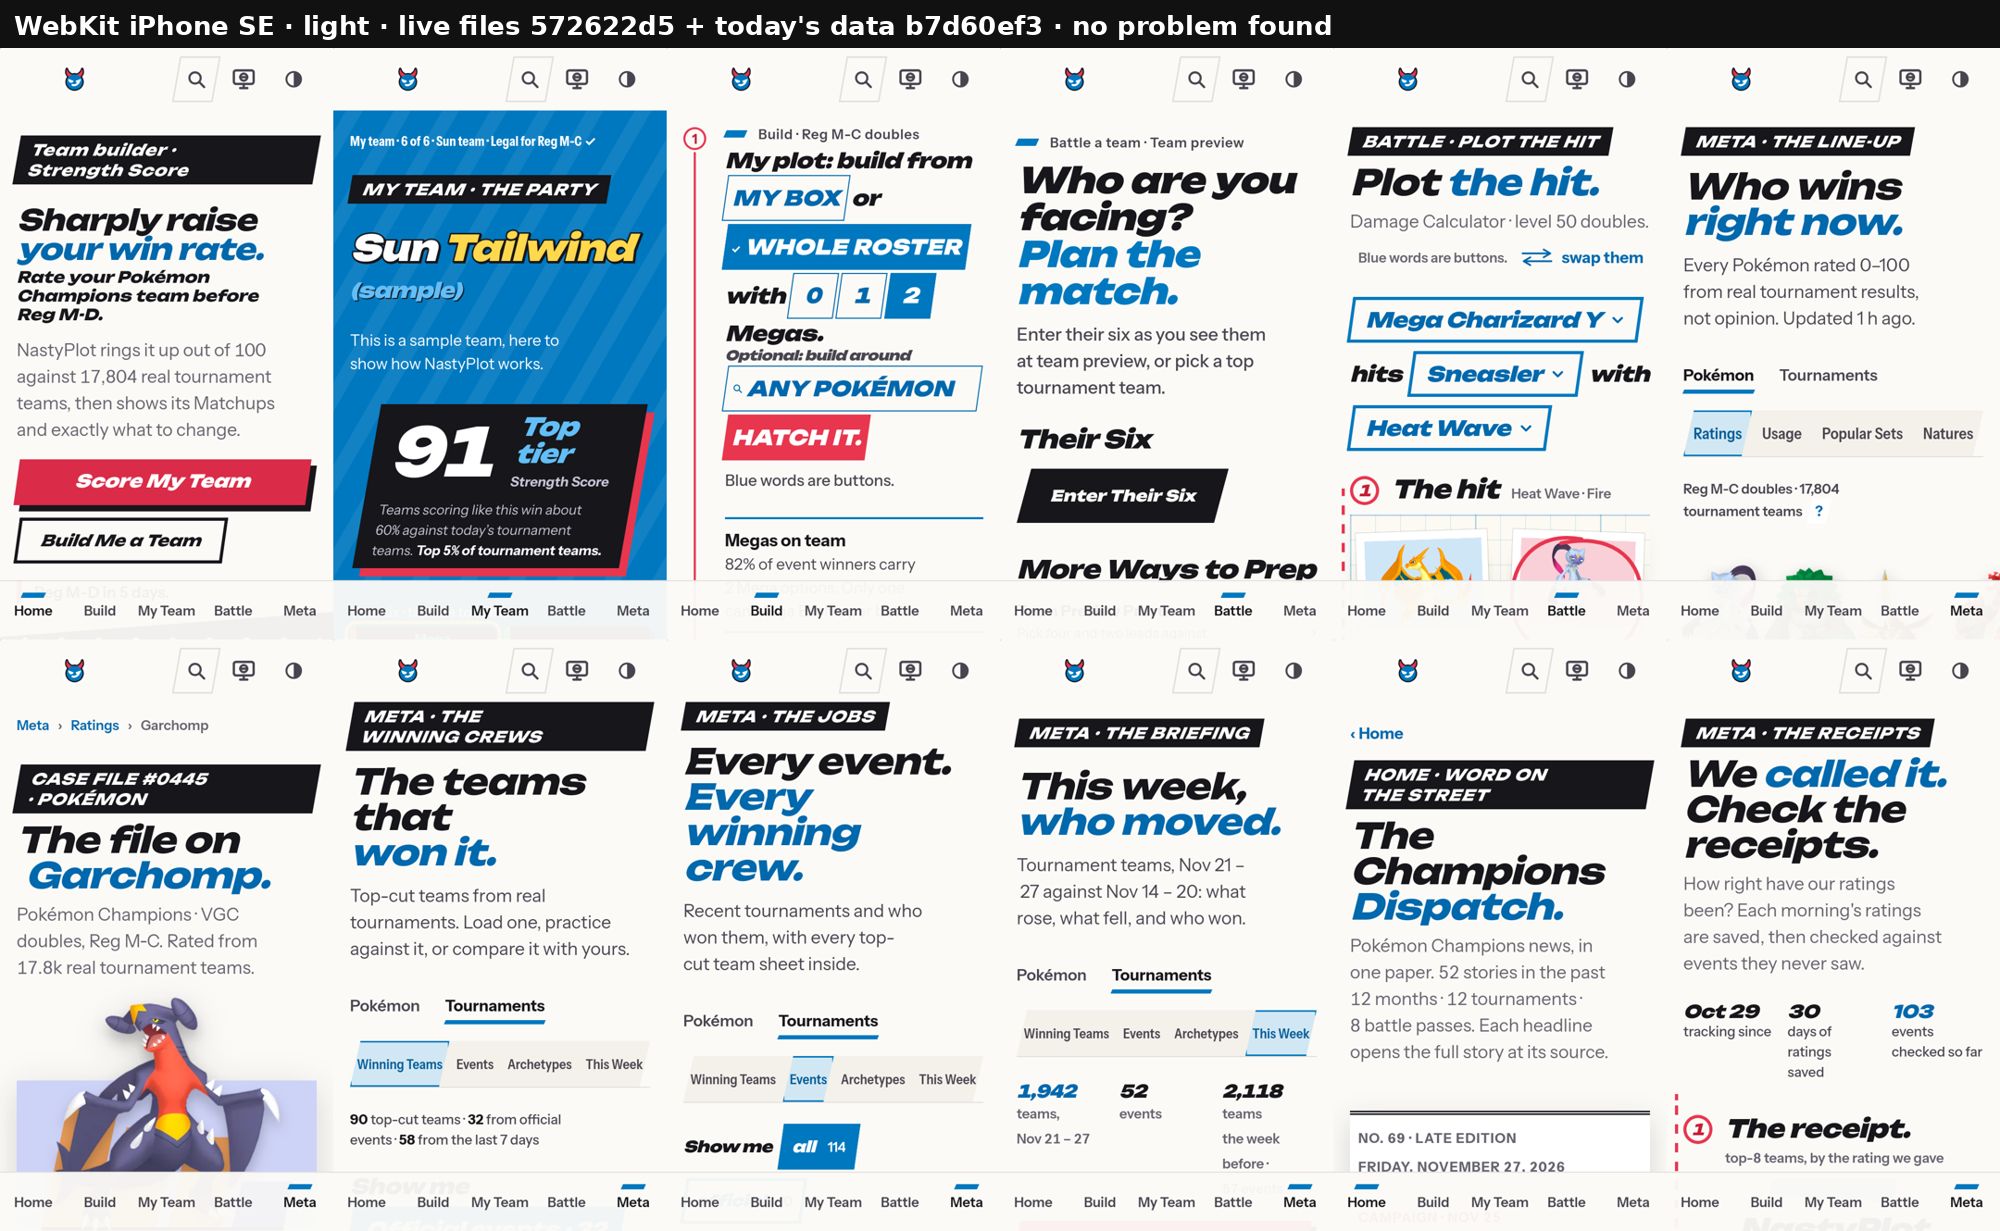 WebKit iPhone SE · light · live files 572622d5 + today's data b7d60ef3 · no problem found
Team builder ·
Strength Score
Sharply raise
your win rate.
Rate your Pokémon
Champions team before
Reg M-D.
NastyPlot rings it up out of 100
against 17,804 real tournament
teams, then shows its Matchups
and exactly what to change.
Score My Team
Build Me a Team
Reg M-D in 5 days.
Home Build My Team Battle Meta
My team · 6 of 6 · Sun team · Legal for Reg M-C ✓
MY TEAM · THE PARTY
Sun Tailwind
(sample)
This is a sample team, here to
show how NastyPlot works.
91 Top
tier
Strength Score
Teams scoring like this win about
60% against today's tournament
teams. Top 5% of tournament teams.
Home Build My Team Battle Meta
1
Build · Reg M-C doubles
My plot: build from
MY BOX or
✓ WHOLE ROSTER
with 0 1 2
Megas.
Optional: build around
ANY POKÉMON
HATCH IT.
Blue words are buttons.
Megas on team
82% of event winners carry
Home Build My Team Battle Meta
Battle a team · Team preview
Who are you
facing?
Plan the
match.
Enter their six as you see them
at team preview, or pick a top
tournament team.
Their Six
Enter Their Six
More Ways to Prep
Pick four and two leads against
Home Build My Team Battle Meta
BATTLE · PLOT THE HIT
Plot the hit.
Damage Calculator · level 50 doubles.
Blue words are buttons. swap them
Mega Charizard Y
hits Sneasler with
Heat Wave
1 The hit Heat Wave · Fire
Home Build My Team Battle Meta
META · THE LINE-UP
Who wins
right now.
Every Pokémon rated 0–100
from real tournament results,
not opinion. Updated 1 h ago.
Pokémon Tournaments
Ratings Usage Popular Sets Natures
Reg M-C doubles · 17,804
tournament teams ?
Home Build My Team Battle Meta
Meta › Ratings › Garchomp
CASE FILE #0445
· POKÉMON
The file on
Garchomp.
Pokémon Champions · VGC
doubles, Reg M-C. Rated from
17.8k real tournament teams.
Home Build My Team Battle Meta
META · THE
WINNING CREWS
The teams
that
won it.
Top-cut teams from real
tournaments. Load one, practice
against it, or compare it with yours.
Pokémon Tournaments
Winning Teams Events Archetypes This Week
90 top-cut teams · 32 from official
events · 58 from the last 7 days
Show me
Official events · 32
Home Build My Team Battle Meta
META · THE JOBS
Every event.
Every
winning
crew.
Recent tournaments and who
won them, with every top-
cut team sheet inside.
Pokémon Tournaments
Winning Teams Events Archetypes This Week
Show me all 114
Home Build My Team Battle Meta
META · THE BRIEFING
This week,
who moved.
Tournament teams, Nov 21 –
27 against Nov 14 – 20: what
rose, what fell, and who won.
Pokémon Tournaments
Winning Teams Events Archetypes This Week
1,942 52 2,118
teams, events teams
Nov 21 – 27 the week
before ·
57 events
Home Build My Team Battle Meta
‹ Home
HOME · WORD ON
THE STREET
The
Champions
Dispatch.
Pokémon Champions news, in
one paper. 52 stories in the past
12 months · 12 tournaments ·
8 battle passes. Each headline
opens the full story at its source.
NO. 69 · LATE EDITION
FRIDAY, NOVEMBER 27, 2026
CAMPAIGN · NOV 25
Home Build My Team Battle Meta
META · THE RECEIPTS
We called it.
Check the
receipts.
How right have our ratings
been? Each morning's ratings
are saved, then checked against
events they never saw.
Oct 29 30 103
tracking since days of events
ratings checked so far
saved
1 The receipt.
top-8 teams, by the rating we gave
NastyPlot
Home Build My Team Battle Meta